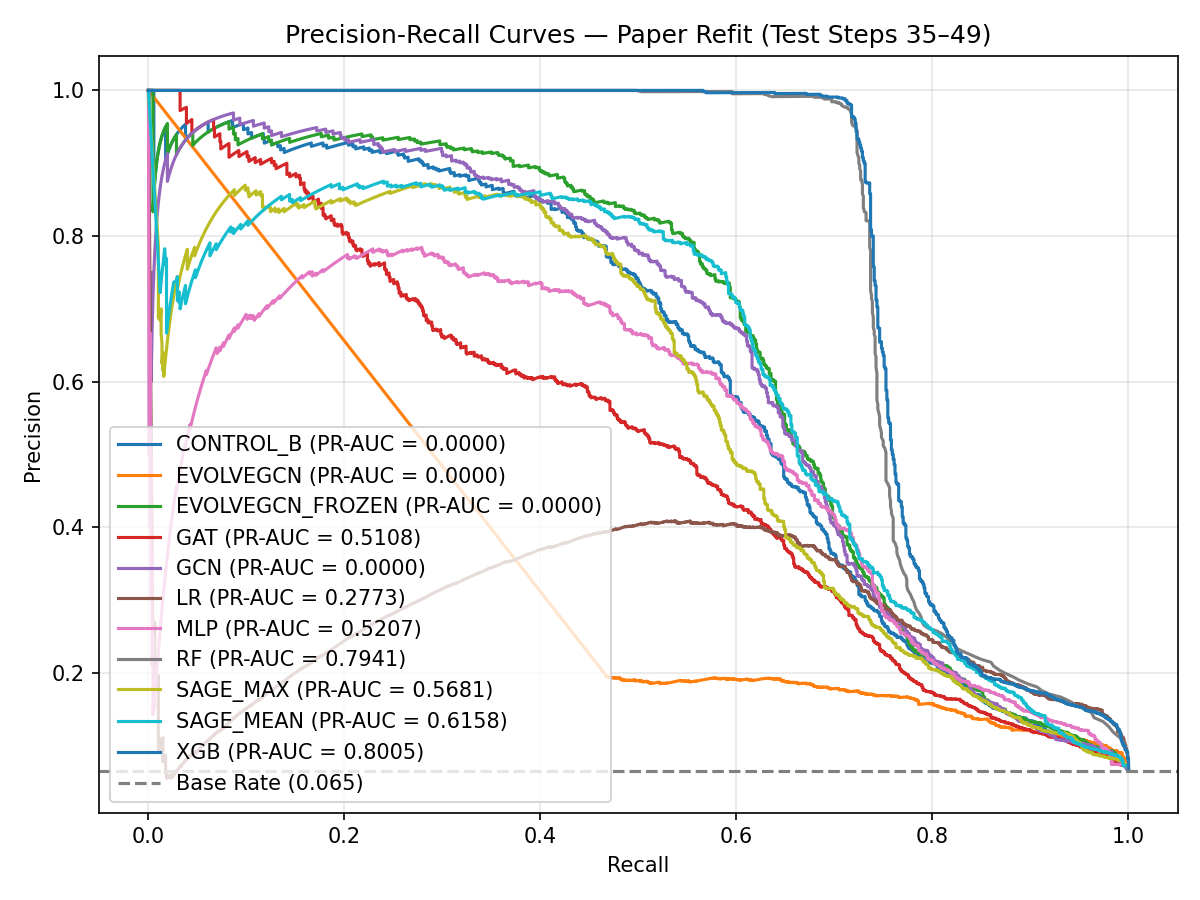 Precision-Recall Curves — Paper Refit (Test Steps 35–49)
1.0
0.8
0.6
0.4
0.2
Precision
CONTROL_B (PR-AUC = 0.0000)
EVOLVEGCN (PR-AUC = 0.0000)
EVOLVEGCN_FROZEN (PR-AUC = 0.0000)
GAT (PR-AUC = 0.5108)
GCN (PR-AUC = 0.0000)
LR (PR-AUC = 0.2773)
MLP (PR-AUC = 0.5207)
RF (PR-AUC = 0.7941)
SAGE_MAX (PR-AUC = 0.5681)
SAGE_MEAN (PR-AUC = 0.6158)
XGB (PR-AUC = 0.8005)
Base Rate (0.065)
0.0 0.2 0.4 0.6 0.8 1.0
Recall